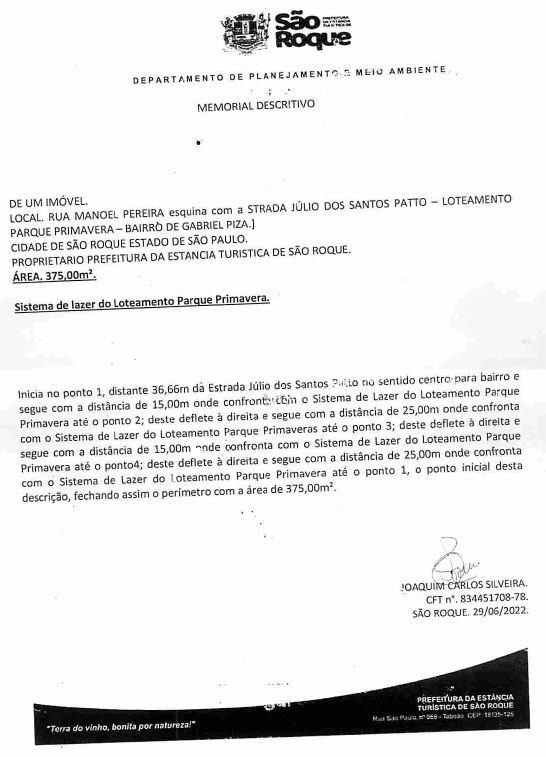 São
Roque
PREFEITURA
DA ESTÂNCIA
TURÍSTICA DE
DEPARTAMENTO DE PLANEJAMENTO E MEIO AMBIENTE
MEMORIAL DESCRITIVO
DE UM IMÓVEL.
LOCAL. RUA MANOEL PEREIRA esquina com a STRADA JÚLIO DOS SANTOS PATTO – LOTEAMENTO
PARQUE PRIMAVERA – BAIRRO DE GABRIEL PIZA.]
CIDADE DE SÃO ROQUE ESTADO DE SÃO PAULO.
PROPRIETARIO PREFEITURA DA ESTANCIA TURISTICA DE SÃO ROQUE.
ÁREA. 375,00m².
Sistema de lazer do Loteamento Parque Primavera.
Inicia no ponto 1, distante 36,66m da Estrada Júlio dos Santos Patto no sentido centro para bairro e
segue com a distância de 15,00m onde confronta com o Sistema de Lazer do Loteamento Parque
Primavera até o ponto 2; deste deflete à direita e segue com a distância de 25,00m onde confronta
com o Sistema de Lazer do Loteamento Parque Primaveras até o ponto 3; deste deflete à direita e
segue com a distância de 15,00m onde confronta com o Sistema de Lazer do Loteamento Parque
Primavera até o ponto4; deste deflete à direita e segue com a distância de 25,00m onde confronta
com o Sistema de Lazer do Loteamento Parque Primavera até o ponto 1, o ponto inicial desta
descrição, fechando assim o perímetro com a área de 375,00m².
JOAQUIM CARLOS SILVEIRA.
CFT n°. 834451708-78.
SÃO ROQUE. 29/06/2022.
"Terra do vinho, bonita por natureza!"
PREFEITURA DA ESTÂNCIA
TURÍSTICA DE SÃO ROQUE
Rua São Paulo, nº 966 - Taboão CEP: 18135-125